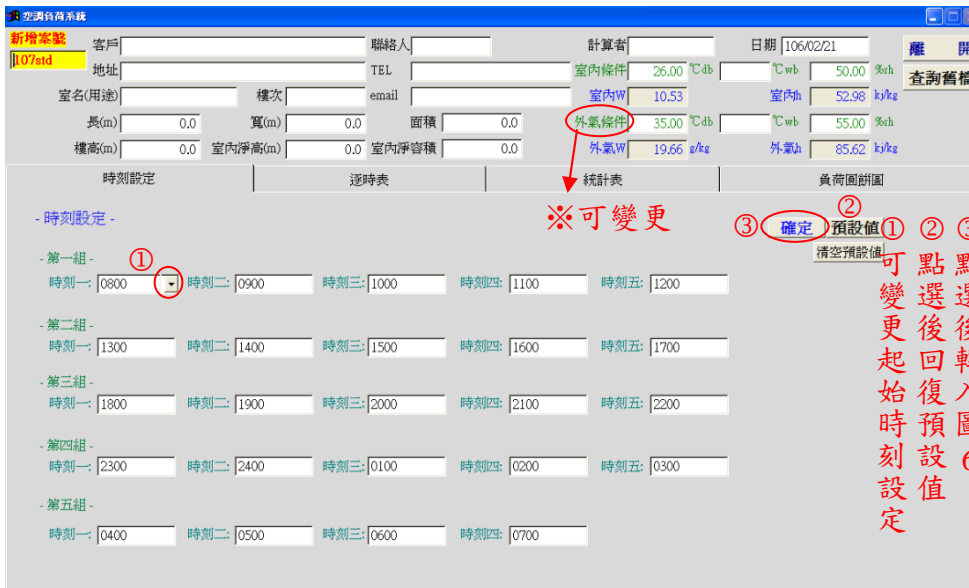 空調負荷系統
新增案號 客戶 聯絡人 計算者 日期 106/02/21 離 開
107std 地址 TEL 室內條件 26.00 ℃db ℃wb 50.00 %rh 查詢舊檔
室名(用途) 樓次 email 室內W 10.53 室內h 52.98 kj/kg
長(m) 0.0 寬(m) 0.0 面積 0.0 外氣條件 35.00 ℃db ℃wb 55.00 %rh
樓高(m) 0.0 室內淨高(m) 0.0 室內淨容積 0.0 外氣W 19.66 g/kg 外氣h 85.62 kj/kg
時刻設定 逐時表 統計表 負荷圖餅圖
- 時刻設定 - ※可變更 ③ 確定 預設值 ②
清空預設值
- 第一組 - ①
時刻一: 0800 時刻二: 0900 時刻三: 1000 時刻四: 1100 時刻五: 1200
- 第二組 -
時刻一: 1300 時刻二: 1400 時刻三: 1500 時刻四: 1600 時刻五: 1700
- 第三組 -
時刻一: 1800 時刻二: 1900 時刻三: 2000 時刻四: 2100 時刻五: 2200
- 第四組 -
時刻一: 2300 時刻二: 2400 時刻三: 0100 時刻四: 0200 時刻五: 0300
- 第五組 -
時刻一: 0400 時刻二: 0500 時刻三: 0600 時刻四: 0700
①可變更起始時刻設定
②點選後回復預設值
③點選後轉入圖6